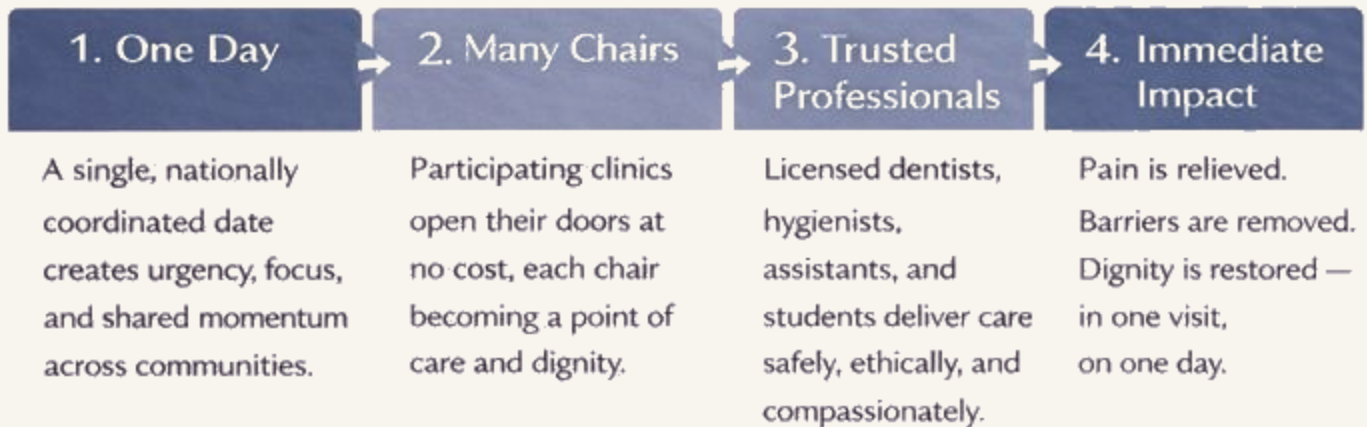 1. One Day
A single, nationally
coordinated date
creates urgency, focus,
and shared momentum
across communities.
2. Many Chairs
Participating clinics
open their doors at
no cost, each chair
becoming a point of
care and dignity.
3. Trusted
Professionals
Licensed dentists,
hygienists,
assistants, and
students deliver care
safely, ethically, and
compassionately.
4. Immediate
Impact
Pain is relieved.
Barriers are removed.
Dignity is restored —
in one visit,
on one day.